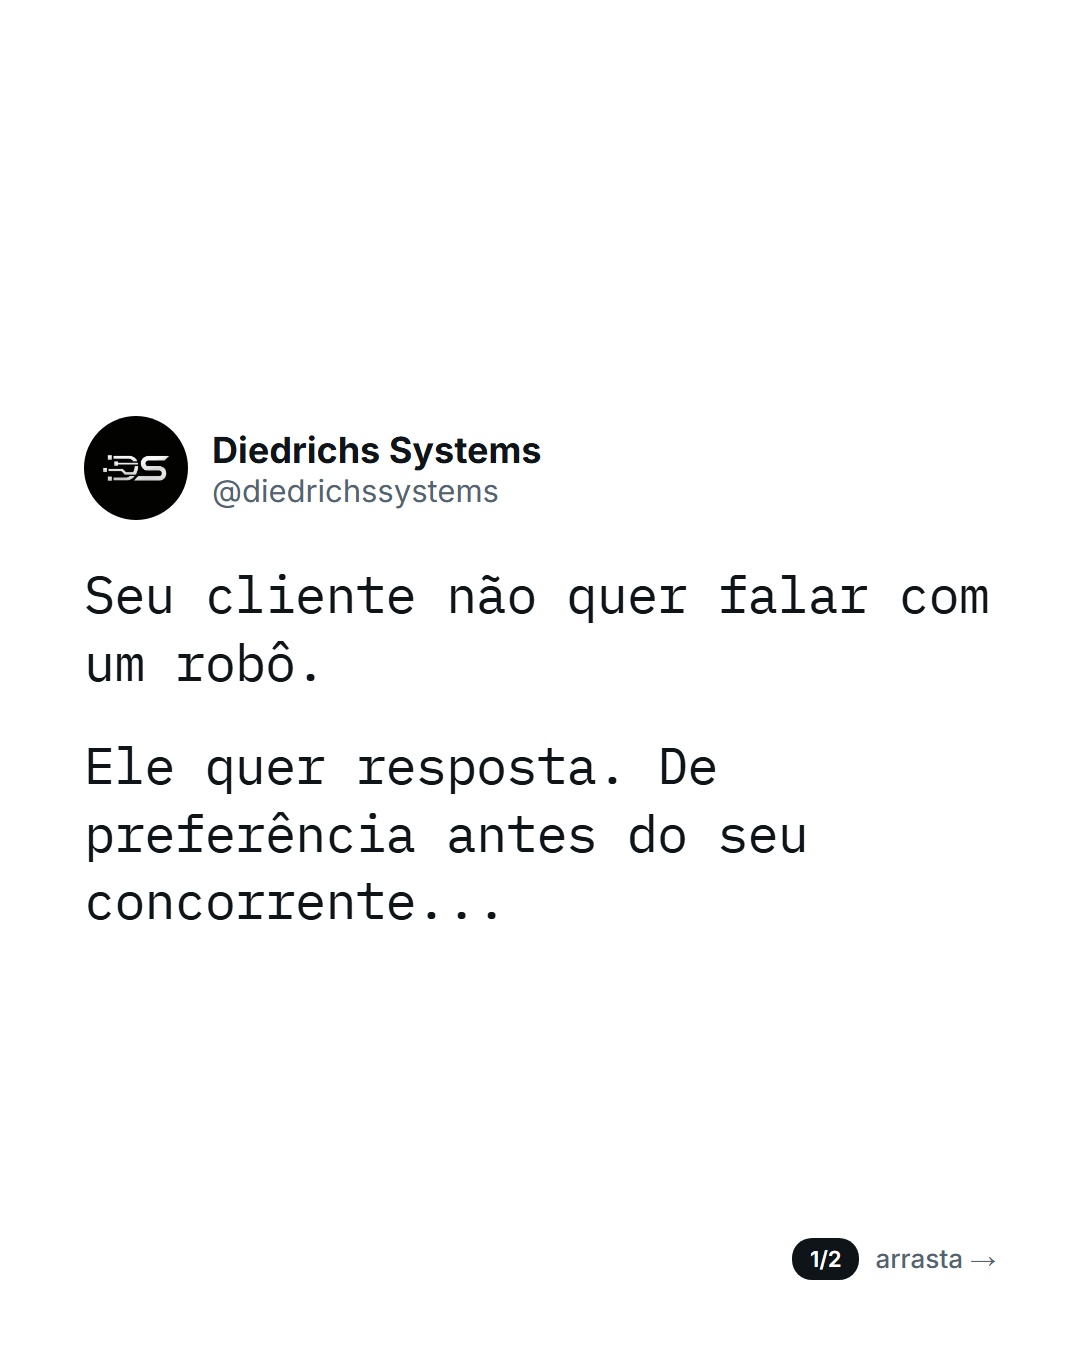 DS
Diedrichs Systems
@diedrichssystems
Seu cliente não quer falar com
um robô.
Ele quer resposta. De
preferência antes do seu
concorrente...
1/2 arrasta →